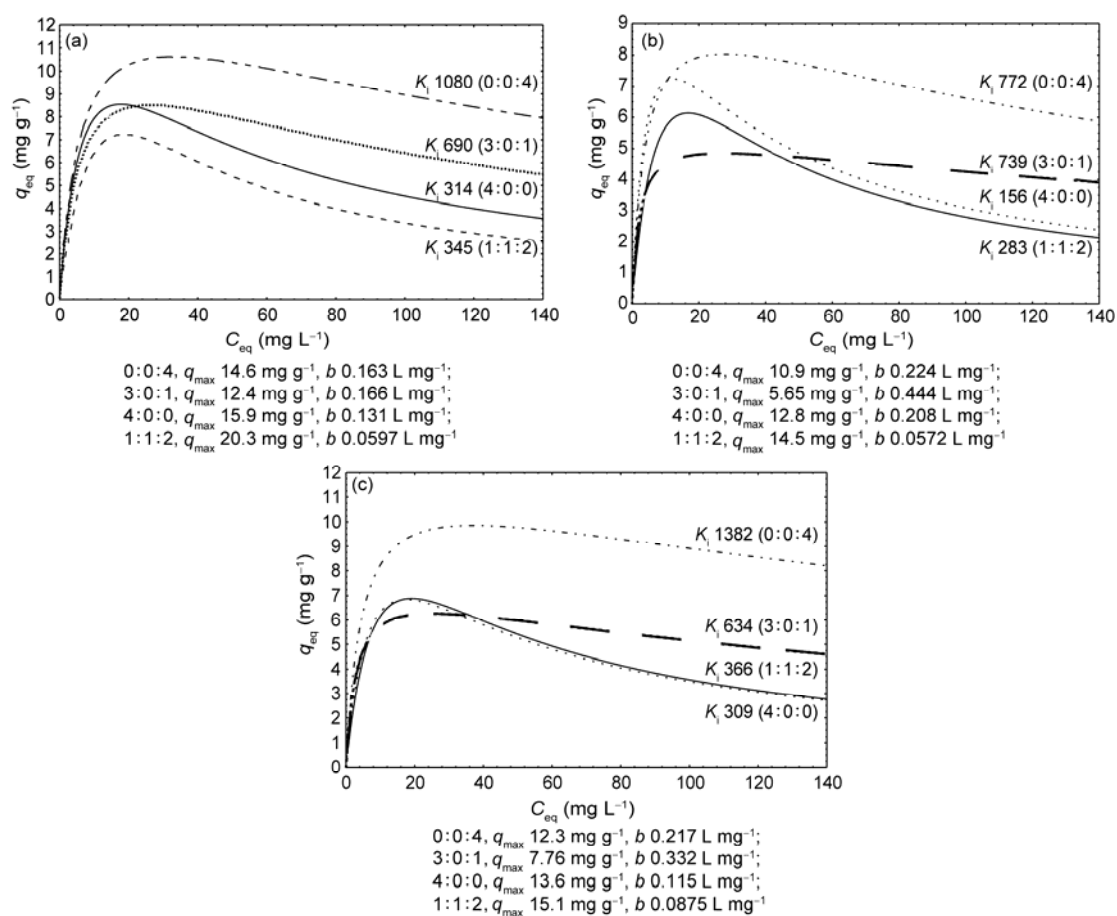 (a)
12
11
10
9
8
7
6
5
4
3
2
1
0
q_eq (mg g⁻¹)
K_i 1080 (0:0:4)
K_i 690 (3:0:1)
K_i 314 (4:0:0)
K_i 345 (1:1:2)
0 20 40 60 80 100 120 140
C_eq (mg L⁻¹)
0:0:4, q_max 14.6 mg g⁻¹, b 0.163 L mg⁻¹;
3:0:1, q_max 12.4 mg g⁻¹, b 0.166 L mg⁻¹;
4:0:0, q_max 15.9 mg g⁻¹, b 0.131 L mg⁻¹;
1:1:2, q_max 20.3 mg g⁻¹, b 0.0597 L mg⁻¹
(b)
9
8
7
6
5
4
3
2
1
0
q_eq (mg g⁻¹)
K_i 772 (0:0:4)
K_i 739 (3:0:1)
K_i 156 (4:0:0)
K_i 283 (1:1:2)
0 20 40 60 80 100 120 140
C_eq (mg L⁻¹)
0:0:4, q_max 10.9 mg g⁻¹, b 0.224 L mg⁻¹;
3:0:1, q_max 5.65 mg g⁻¹, b 0.444 L mg⁻¹;
4:0:0, q_max 12.8 mg g⁻¹, b 0.208 L mg⁻¹;
1:1:2, q_max 14.5 mg g⁻¹, b 0.0572 L mg⁻¹
(c)
12
11
10
9
8
7
6
5
4
3
2
1
0
q_eq (mg g⁻¹)
K_i 1382 (0:0:4)
K_i 634 (3:0:1)
K_i 366 (1:1:2)
K_i 309 (4:0:0)
0 20 40 60 80 100 120 140
C_eq (mg L⁻¹)
0:0:4, q_max 12.3 mg g⁻¹, b 0.217 L mg⁻¹;
3:0:1, q_max 7.76 mg g⁻¹, b 0.332 L mg⁻¹;
4:0:0, q_max 13.6 mg g⁻¹, b 0.115 L mg⁻¹;
1:1:2, q_max 15.1 mg g⁻¹, b 0.0875 L mg⁻¹